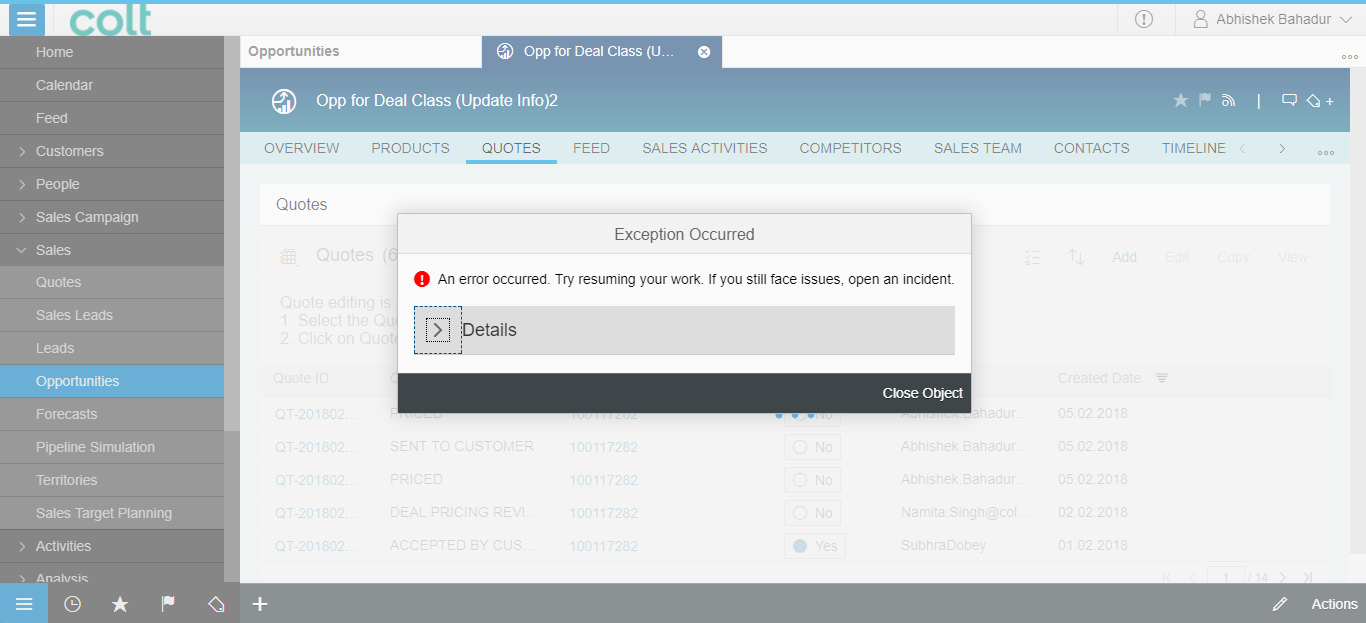 colt
Abhishek Bahadur
Home
Calendar
Feed
Customers
People
Sales Campaign
Sales
Quotes
Sales Leads
Leads
Opportunities
Forecasts
Pipeline Simulation
Territories
Sales Target Planning
Activities
Analysis
Opportunities
Opp for Deal Class (U...
Opp for Deal Class (Update Info)2
OVERVIEW PRODUCTS QUOTES FEED SALES ACTIVITIES COMPETITORS SALES TEAM CONTACTS TIMELINE
Quotes
Quotes (6
Add Edit Copy View
Quote editing is
1. Select the Quo
2. Click on Quote
Exception Occurred
An error occurred. Try resuming your work. If you still face issues, open an incident.
Details
Close Object
Quote ID Created Date
QT-201802... PRICED 100117282 No Abhishek.Bahadur... 05.02.2018
QT-201802... SENT TO CUSTOMER 100117282 No Abhishek.Bahadur... 05.02.2018
QT-201802... PRICED 100117282 No Abhishek.Bahadur... 05.02.2018
QT-201802... DEAL PRICING REVI... 100117282 No Namita.Singh@col... 02.02.2018
QT-201802... ACCEPTED BY CUS... 100117282 Yes SubhraDobey 01.02.2018
1 / 14
Actions